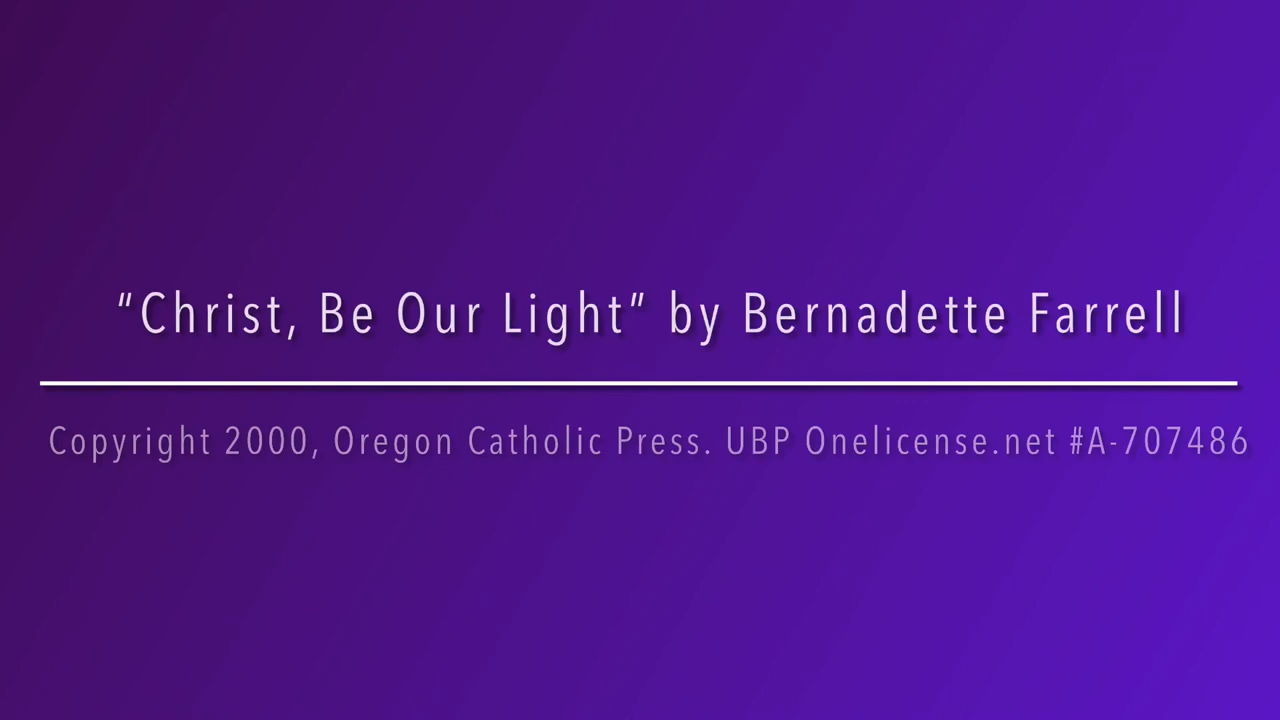 “Christ, Be Our Light” by Bernadette Farrell
Copyright 2000, Oregon Catholic Press. UBP Onelicense.net #A-707486